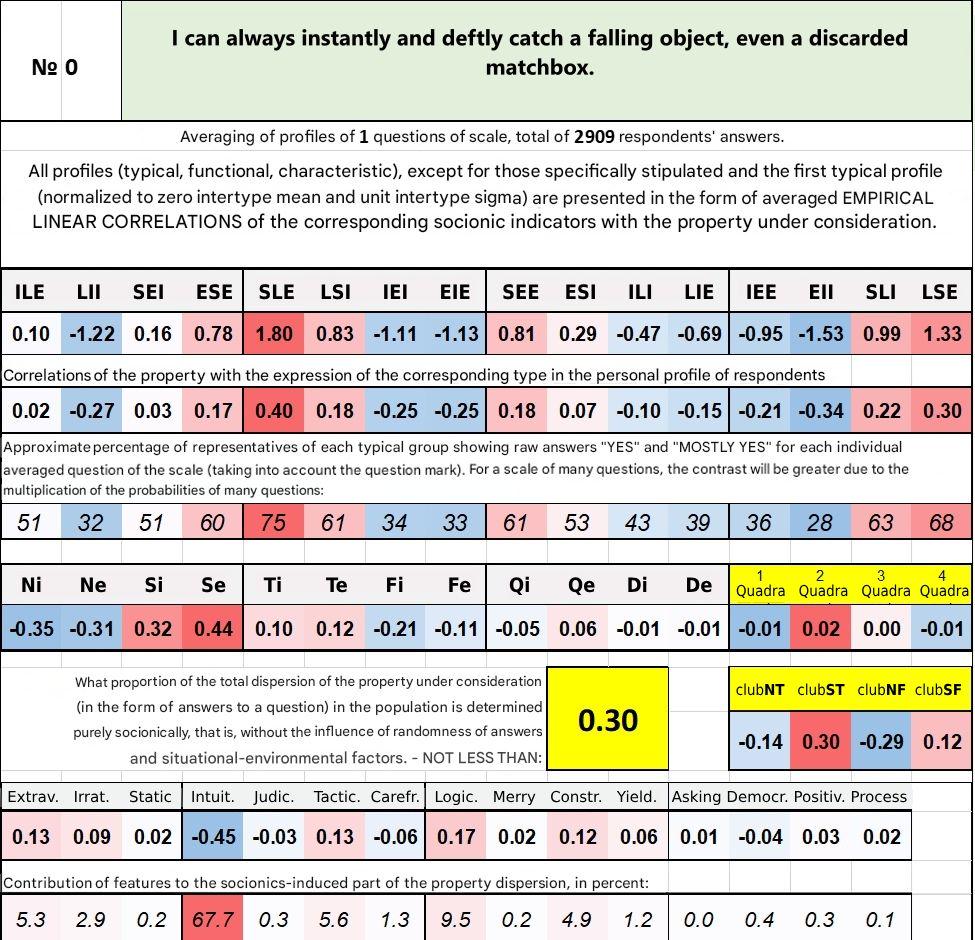 № 0
I can always instantly and deftly catch a falling object, even a discarded
matchbox.
Averaging of profiles of 1 questions of scale, total of 2909 respondents' answers.
All profiles (typical, functional, characteristic), except for those specifically stipulated and the first typical profile
(normalized to zero intertype mean and unit intertype sigma) are presented in the form of averaged EMPIRICAL
LINEAR CORRELATIONS of the corresponding socionic indicators with the property under consideration.
ILE LII SEI ESE SLE LSI IEI EIE SEE ESI ILI LIE IEE EII SLI LSE
0.10 -1.22 0.16 0.78 1.80 0.83 -1.11 -1.13 0.81 0.29 -0.47 -0.69 -0.95 -1.53 0.99 1.33
Correlations of the property with the expression of the corresponding type in the personal profile of respondents
0.02 -0.27 0.03 0.17 0.40 0.18 -0.25 -0.25 0.18 0.07 -0.10 -0.15 -0.21 -0.34 0.22 0.30
Approximate percentage of representatives of each typical group showing raw answers "YES" and "MOSTLY YES" for each individual
averaged question of the scale (taking into account the question mark). For a scale of many questions, the contrast will be greater due to the
multiplication of the probabilities of many questions:
51 32 51 60 75 61 34 33 61 53 43 39 36 28 63 68
Ni Ne Si Se Ti Te Fi Fe Qi Qe Di De 1 Quadra 2 Quadra 3 Quadra 4 Quadra
-0.35 -0.31 0.32 0.44 0.10 0.12 -0.21 -0.11 -0.05 0.06 -0.01 -0.01 -0.01 0.02 0.00 -0.01
What proportion of the total dispersion of the property under consideration
(in the form of answers to a question) in the population is determined
purely socionically, that is, without the influence of randomness of answers
and situational-environmental factors. - NOT LESS THAN:
0.30
clubNT clubST clubNF clubSF
-0.14 0.30 -0.29 0.12
Extrav. Irrat. Static Intuit. Judic. Tactic. Carefr. Logic. Merry Constr. Yield. Asking Democr. Positiv. Process
0.13 0.09 0.02 -0.45 -0.03 0.13 -0.06 0.17 0.02 0.12 0.06 0.01 -0.04 0.03 0.02
Contribution of features to the socionics-induced part of the property dispersion, in percent:
5.3 2.9 0.2 67.7 0.3 5.6 1.3 9.5 0.2 4.9 1.2 0.0 0.4 0.3 0.1